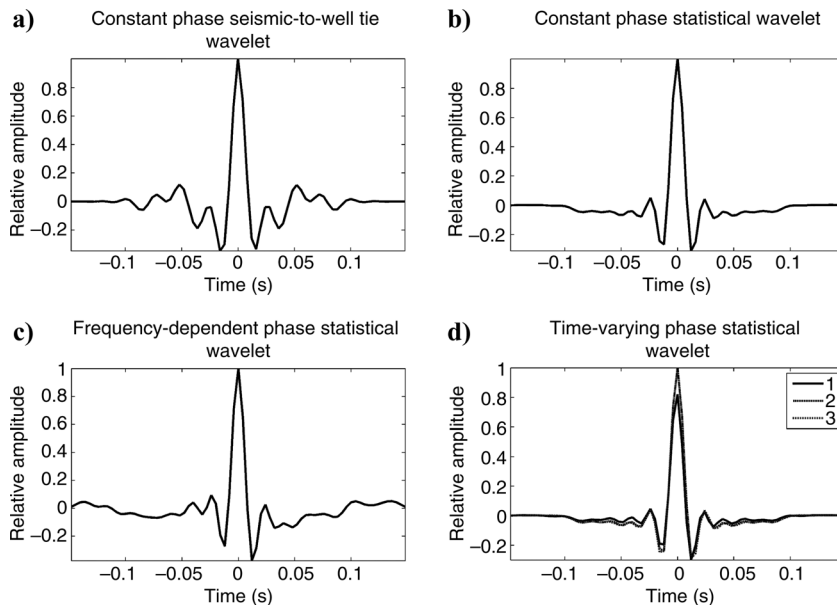 a)
Constant phase seismic-to-well tie
wavelet
Relative amplitude
0.8
0.6
0.4
0.2
0
−0.2
−0.1
−0.05
0
0.05
0.1
Time (s)
b)
Constant phase statistical wavelet
Relative amplitude
0.8
0.6
0.4
0.2
0
−0.2
−0.1
−0.05
0
0.05
0.1
Time (s)
c)
Frequency-dependent phase statistical
wavelet
Relative amplitude
1
0.8
0.6
0.4
0.2
0
−0.2
−0.1
−0.05
0
0.05
0.1
Time (s)
d)
Time-varying phase statistical
wavelet
Relative amplitude
1
0.8
0.6
0.4
0.2
0
−0.2
−0.1
−0.05
0
0.05
0.1
Time (s)
1
2
3